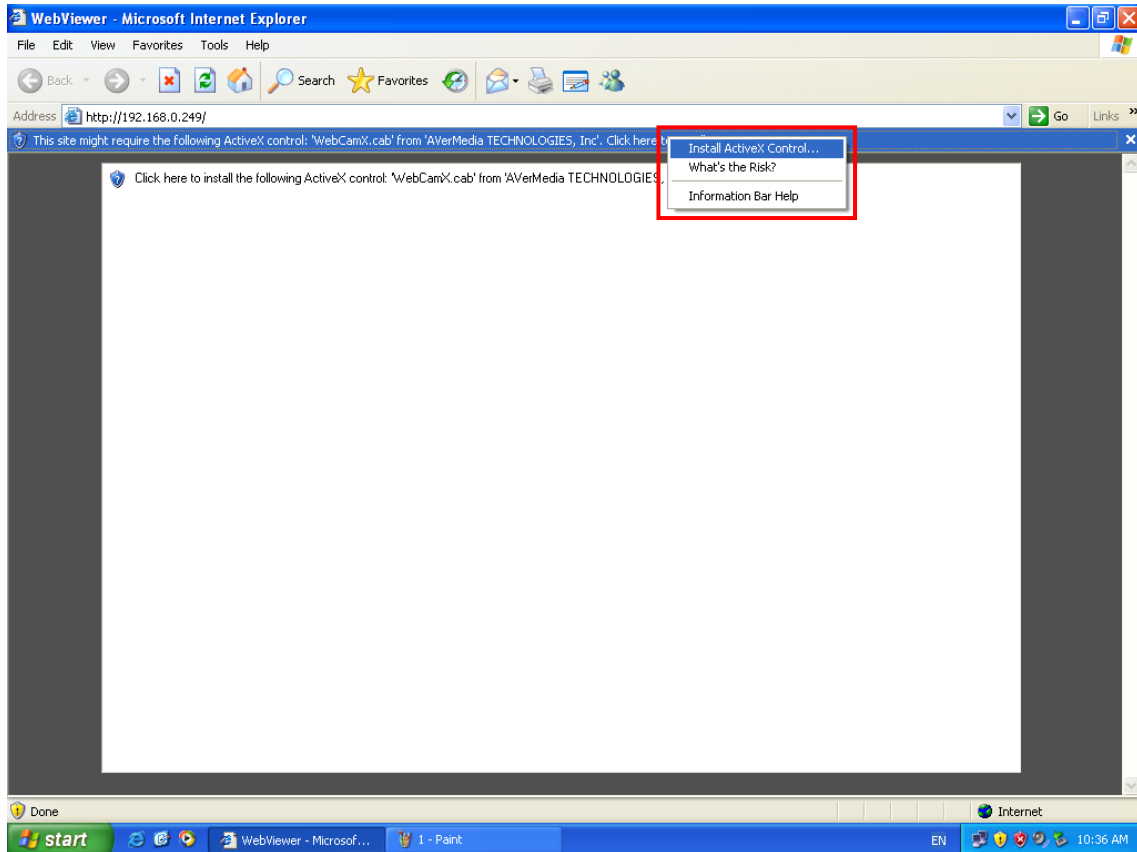 WebViewer - Microsoft Internet Explorer
File Edit View Favorites Tools Help
Back Search Favorites
Address http://192.168.0.249/ Go Links »
This site might require the following ActiveX control: 'WebCamX.cab' from 'AVerMedia TECHNOLOGIES, Inc'. Click here
Install ActiveX Control...
What's the Risk?
Information Bar Help
Click here to install the following ActiveX control: 'WebCamX.cab' from 'AVerMedia TECHNOLOGIES,
Done Internet
start WebViewer - Microsof... 1 - Paint EN 10:36 AM